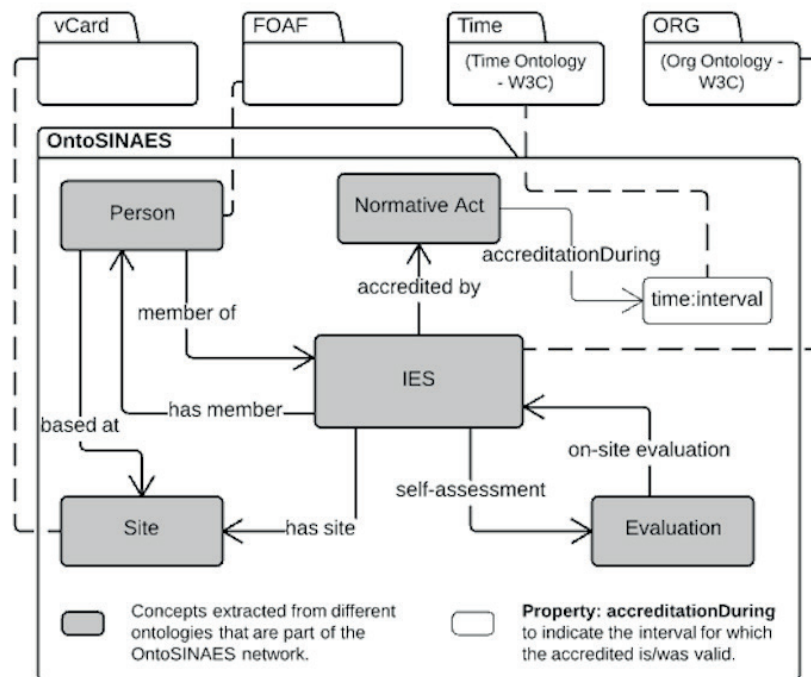 vCard
FOAF
Time
(Time Ontology
- W3C)
ORG
(Org Ontology -
W3C)
OntoSINAES
Person
Normative Act
accreditationDuring
accredited by
time:interval
member of
IES
has member
based at
on-site evaluation
self-assessment
Site
has site
Evaluation
Concepts extracted from different
ontologies that are part of the
OntoSINAES network.
Property: accreditationDuring
to indicate the interval for which
the accredited is/was valid.